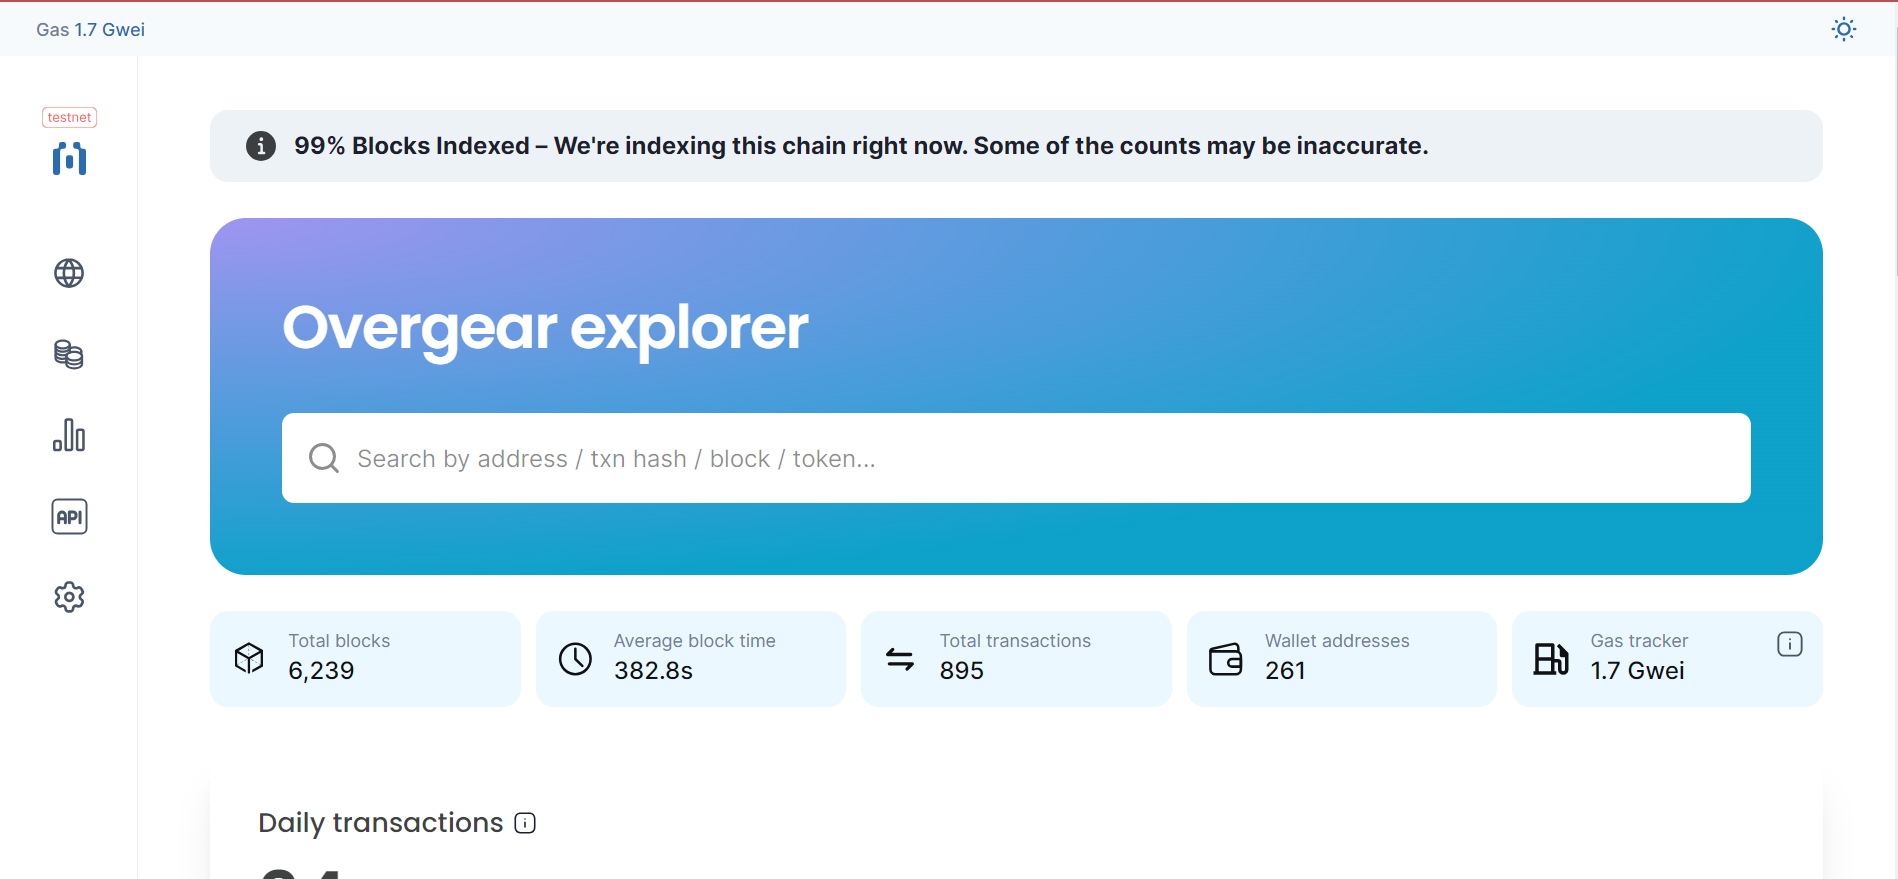 Gas 1.7 Gwei
testnet
99% Blocks Indexed – We're indexing this chain right now. Some of the counts may be inaccurate.
Overgear explorer
Search by address / txn hash / block / token...
API
Total blocks
6,239
Average block time
382.8s
Total transactions
895
Wallet addresses
261
Gas tracker
1.7 Gwei
Daily transactions